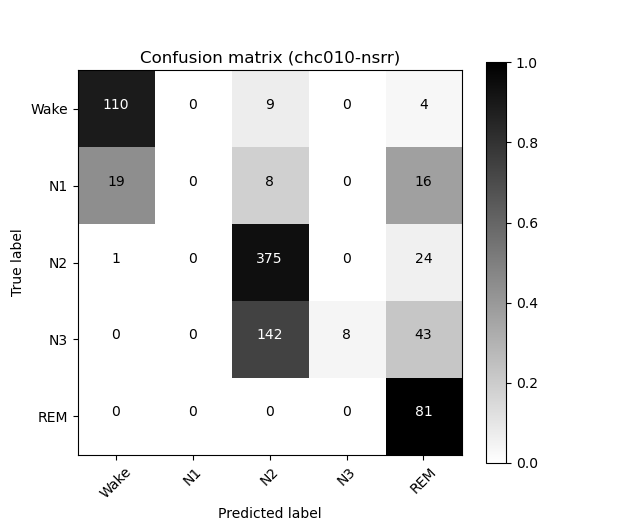 Confusion matrix (chc010-nsrr)
1.0
Wake 110 0 9 0 4
0.8
N1 19 0 8 0 16
0.6
N2 1 0 375 0 24
0.4
N3 0 0 142 8 43
0.2
REM 0 0 0 0 81
0.0
True label
Wake N1 N2 N3 REM
Predicted label